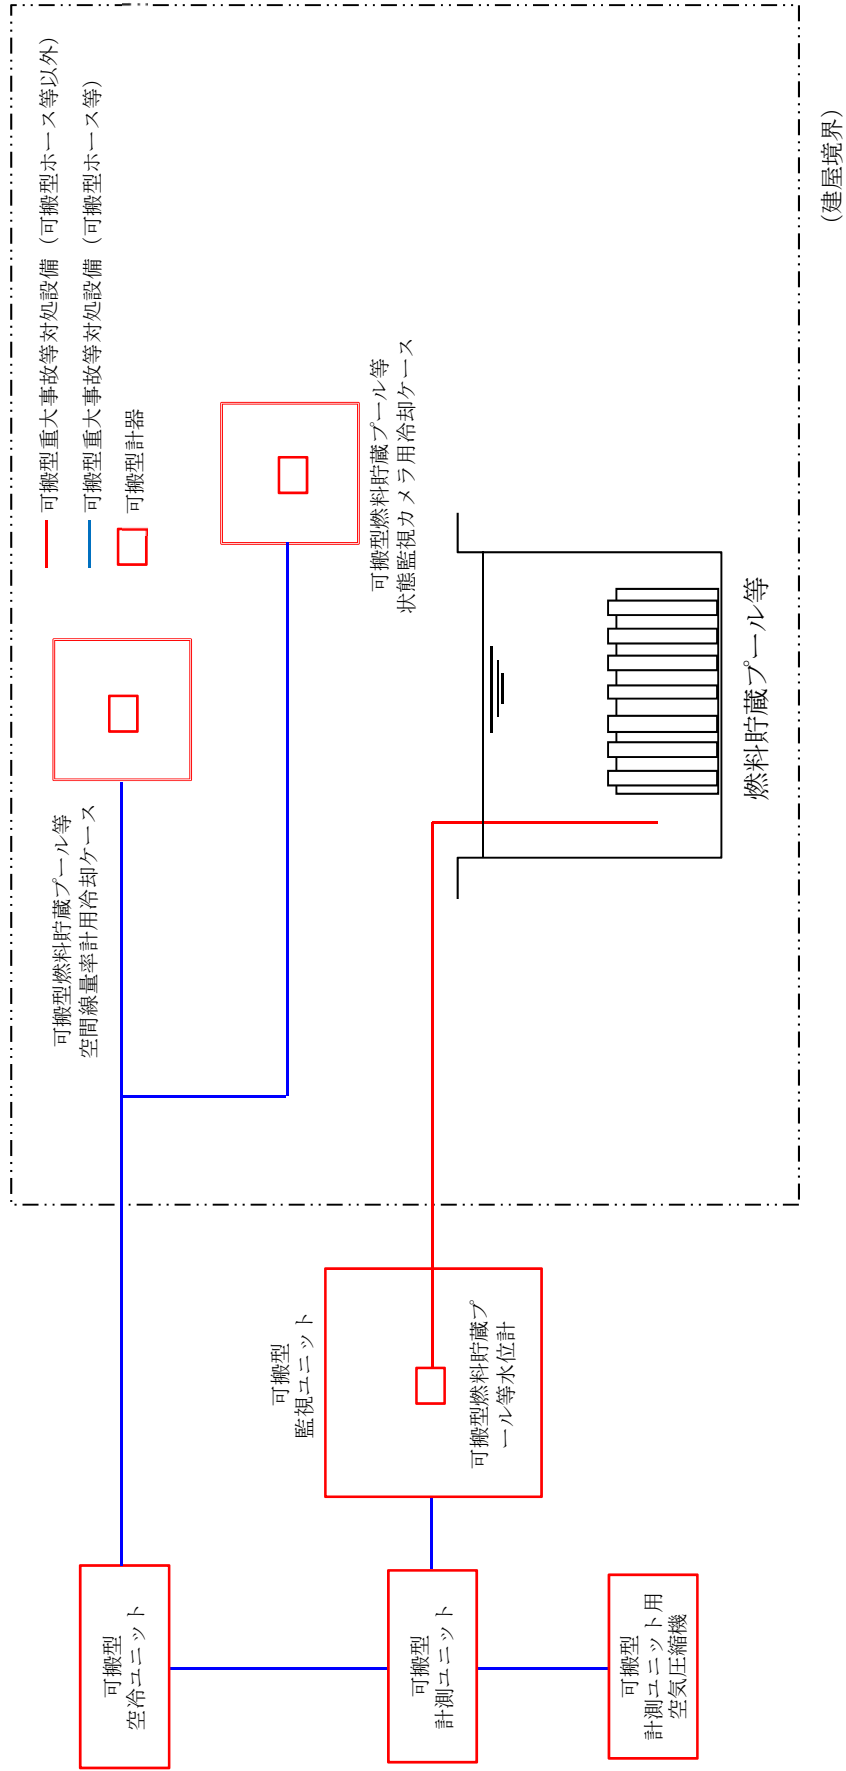 可搬型重大事故等対処設備（可搬型ホース等以外）
可搬型重大事故等対処設備（可搬型ホース等）
可搬型計器
可搬型燃料貯蔵プール等
空間線量率計用冷却ケース
可搬型燃料貯蔵プール等
状態監視カメラ用冷却ケース
可搬型
空冷ユニット
可搬型
監視ユニット
可搬型燃料貯蔵プ
ール等水位計
可搬型
計測ユニット
可搬型
計測ユニット用
空気圧縮機
燃料貯蔵プール等
（建屋境界）